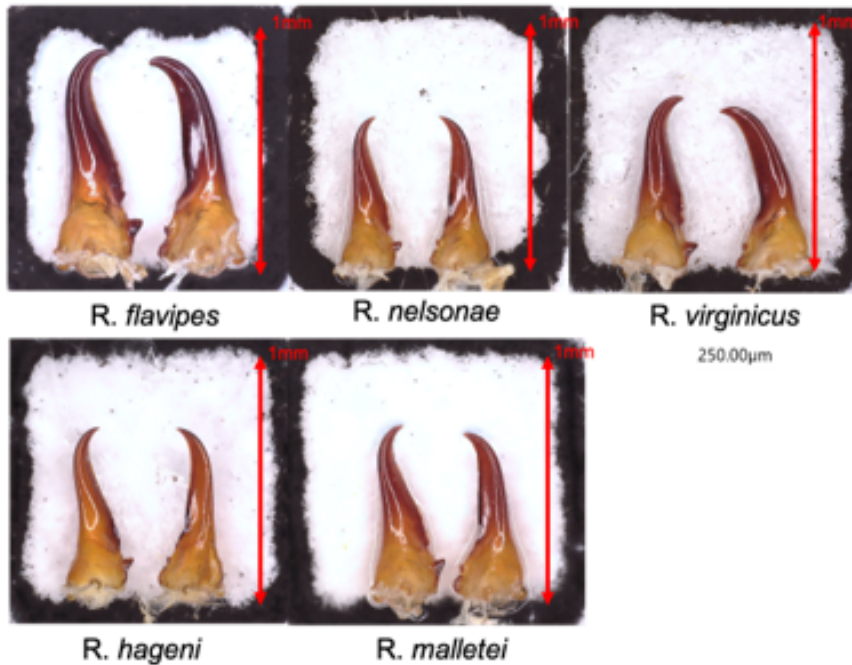 1mm
1mm
1mm
R. flavipes
R. nelsonae
R. virginicus
250.00µm
1mm
1mm
R. hageni
R. malletei